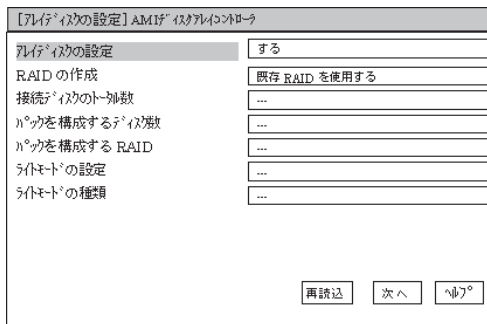 [ｱﾚｲﾃﾞｨｽｸの設定] AMIﾃﾞｨｽｸｱﾚｲｺﾝﾄﾛｰﾗ
ｱﾚｲﾃﾞｨｽｸの設定 する
RAIDの作成 既存 RAID を使用する
接続ﾃﾞｨｽｸのﾄｰﾀﾙ数 ---
ﾊﾟｯｸを構成するﾃﾞｨｽｸ数 ---
ﾊﾟｯｸを構成する RAID ---
ﾗｲﾄﾓｰﾄﾞの設定 ---
ﾗｲﾄﾓｰﾄﾞの種類 ---
再読込 次へ ﾍﾙﾌﾟ